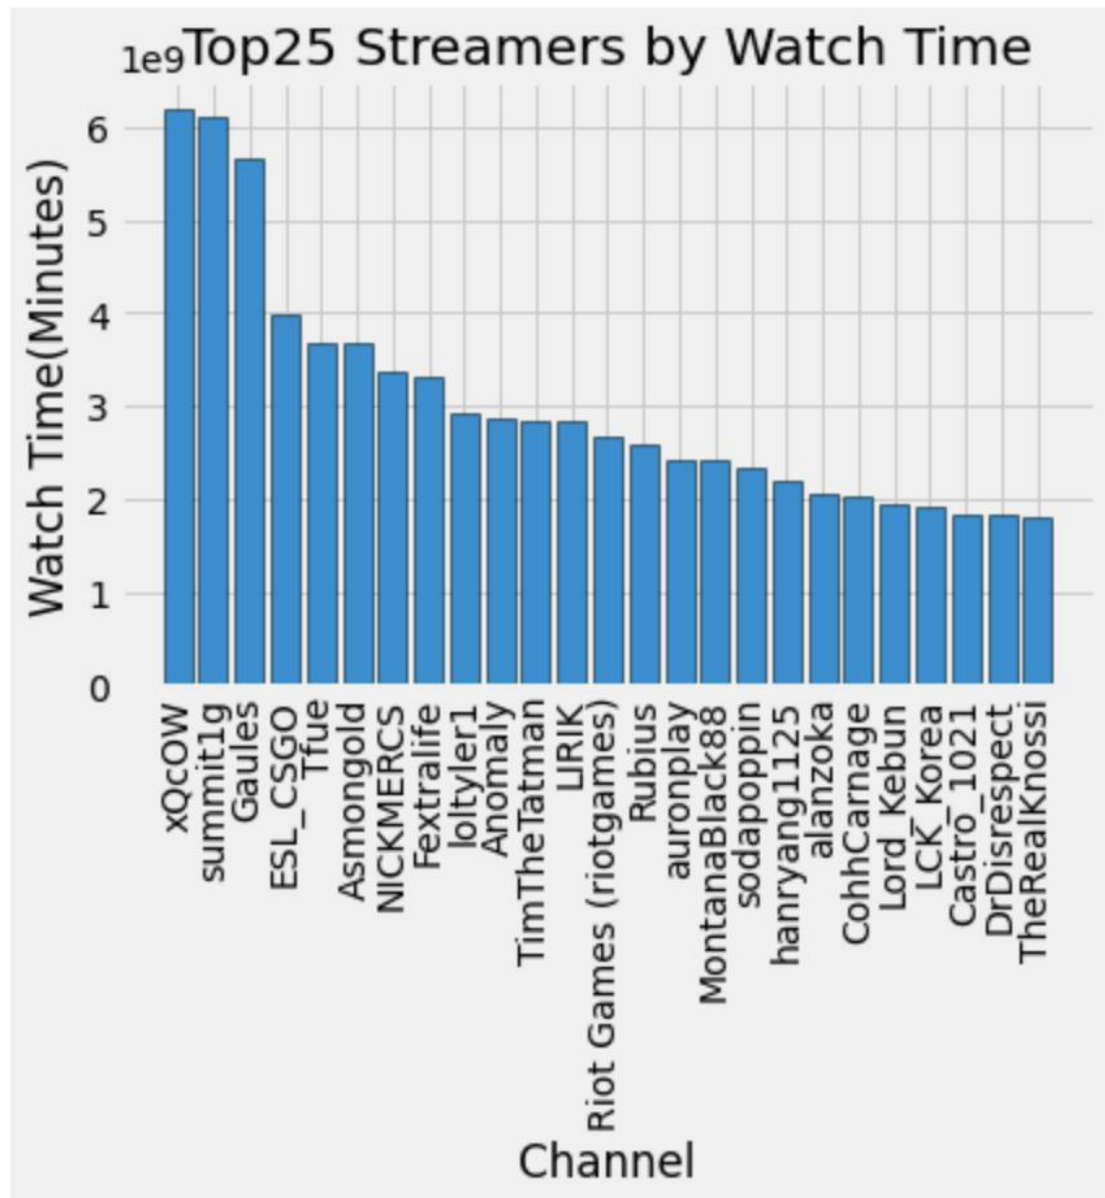 1e9
Top25 Streamers by Watch Time
Watch Time(Minutes)
6
5
4
3
2
1
0
xQcOW
summit1g
Gaules
ESL_CSGO
Tfue
Asmongold
NICKMERCS
Fextralife
loltyler1
Anomaly
TimTheTatman
LIRIK
Riot Games (riotgames)
Rubius
auronplay
MontanaBlack88
sodapoppin
hanryang1125
alanzoka
CohhCarnage
Lord_Kebun
LCK_Korea
Castro_1021
DrDisrespect
TheRealKnossi
Channel